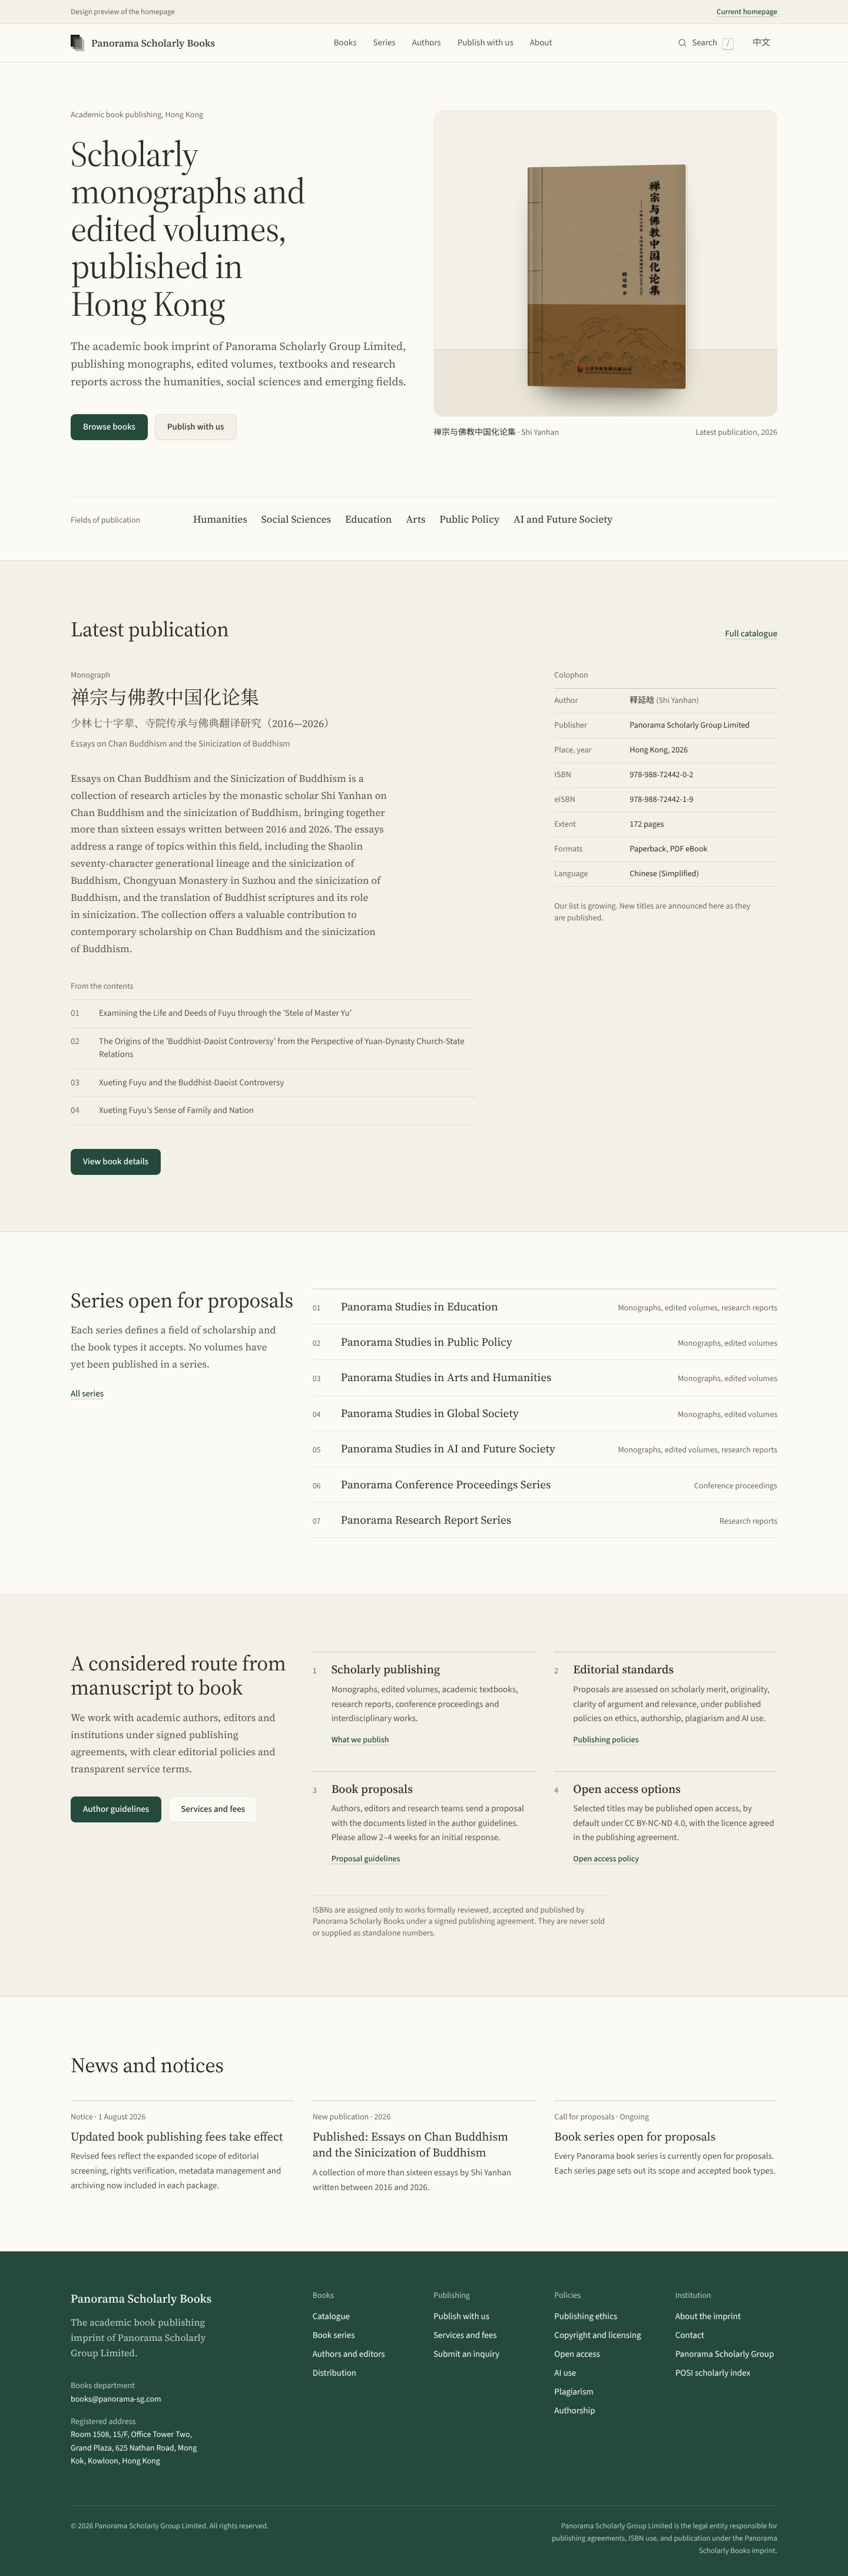 Design preview of the homepage
Current homepage
Panorama Scholarly Books
Books
Series
Authors
Publish with us
About
Search
/
中文
Academic book publishing, Hong Kong
Scholarly
monographs and
edited volumes,
published in
Hong Kong
The academic book imprint of Panorama Scholarly Group Limited,
publishing monographs, edited volumes, textbooks and research
reports across the humanities, social sciences and emerging fields.
Browse books
Publish with us
禅宗与佛教中国化论集
禅宗与佛教中国化论集 · Shi Yanhan
Latest publication, 2026
Fields of publication
Humanities
Social Sciences
Education
Arts
Public Policy
AI and Future Society
Latest publication
Full catalogue
Monograph
禅宗与佛教中国化论集
少林七十字辈、寺院传承与佛典翻译研究（2016—2026）
Essays on Chan Buddhism and the Sinicization of Buddhism
Essays on Chan Buddhism and the Sinicization of Buddhism is a
collection of research articles by the monastic scholar Shi Yanhan on
Chan Buddhism and the sinicization of Buddhism, bringing together
more than sixteen essays written between 2016 and 2026. The essays
address a range of topics within this field, including the Shaolin
seventy-character generational lineage and the sinicization of
Buddhism, Chongyuan Monastery in Suzhou and the sinicization of
Buddhism, and the translation of Buddhist scriptures and its role
in sinicization. The collection offers a valuable contribution to
contemporary scholarship on Chan Buddhism and the sinicization
of Buddhism.
From the contents
01 Examining the Life and Deeds of Fuyu through the 'Stele of Master Yu'
02 The Origins of the 'Buddhist-Daoist Controversy' from the Perspective of Yuan-Dynasty Church-State
Relations
03 Xueting Fuyu and the Buddhist-Daoist Controversy
04 Xueting Fuyu's Sense of Family and Nation
View book details
Colophon
Author 释延晗 (Shi Yanhan)
Publisher Panorama Scholarly Group Limited
Place, year Hong Kong, 2026
ISBN 978-988-72442-0-2
eISBN 978-988-72442-1-9
Extent 172 pages
Formats Paperback, PDF eBook
Language Chinese (Simplified)
Our list is growing. New titles are announced here as they
are published.
Series open for proposals
Each series defines a field of scholarship and
the book types it accepts. No volumes have
yet been published in a series.
All series
01 Panorama Studies in Education Monographs, edited volumes, research reports
02 Panorama Studies in Public Policy Monographs, edited volumes
03 Panorama Studies in Arts and Humanities Monographs, edited volumes
04 Panorama Studies in Global Society Monographs, edited volumes
05 Panorama Studies in AI and Future Society Monographs, edited volumes, research reports
06 Panorama Conference Proceedings Series Conference proceedings
07 Panorama Research Report Series Research reports
A considered route from
manuscript to book
We work with academic authors, editors and
institutions under signed publishing
agreements, with clear editorial policies and
transparent service terms.
Author guidelines
Services and fees
1 Scholarly publishing
Monographs, edited volumes, academic textbooks,
research reports, conference proceedings and
interdisciplinary works.
What we publish
2 Editorial standards
Proposals are assessed on scholarly merit, originality,
clarity of argument and relevance, under published
policies on ethics, authorship, plagiarism and AI use.
Publishing policies
3 Book proposals
Authors, editors and research teams send a proposal
with the documents listed in the author guidelines.
Please allow 2–4 weeks for an initial response.
Proposal guidelines
4 Open access options
Selected titles may be published open access, by
default under CC BY-NC-ND 4.0, with the licence agreed
in the publishing agreement.
Open access policy
ISBNs are assigned only to works formally reviewed, accepted and published by
Panorama Scholarly Books under a signed publishing agreement. They are never sold
or supplied as standalone numbers.
News and notices
Notice · 1 August 2026
Updated book publishing fees take effect
Revised fees reflect the expanded scope of editorial
screening, rights verification, metadata management and
archiving now included in each package.
New publication · 2026
Published: Essays on Chan Buddhism
and the Sinicization of Buddhism
A collection of more than sixteen essays by Shi Yanhan
written between 2016 and 2026.
Call for proposals · Ongoing
Book series open for proposals
Every Panorama book series is currently open for proposals.
Each series page sets out its scope and accepted book types.
Panorama Scholarly Books
The academic book publishing
imprint of Panorama Scholarly
Group Limited.
Books department
books@panorama-sg.com
Registered address
Room 1508, 15/F, Office Tower Two,
Grand Plaza, 625 Nathan Road, Mong
Kok, Kowloon, Hong Kong
Books
Catalogue
Book series
Authors and editors
Distribution
Publishing
Publish with us
Services and fees
Submit an inquiry
Policies
Publishing ethics
Copyright and licensing
Open access
AI use
Plagiarism
Authorship
Institution
About the imprint
Contact
Panorama Scholarly Group
POSI scholarly index
© 2026 Panorama Scholarly Group Limited. All rights reserved.
Panorama Scholarly Group Limited is the legal entity responsible for
publishing agreements, ISBN use, and publication under the Panorama
Scholarly Books imprint.